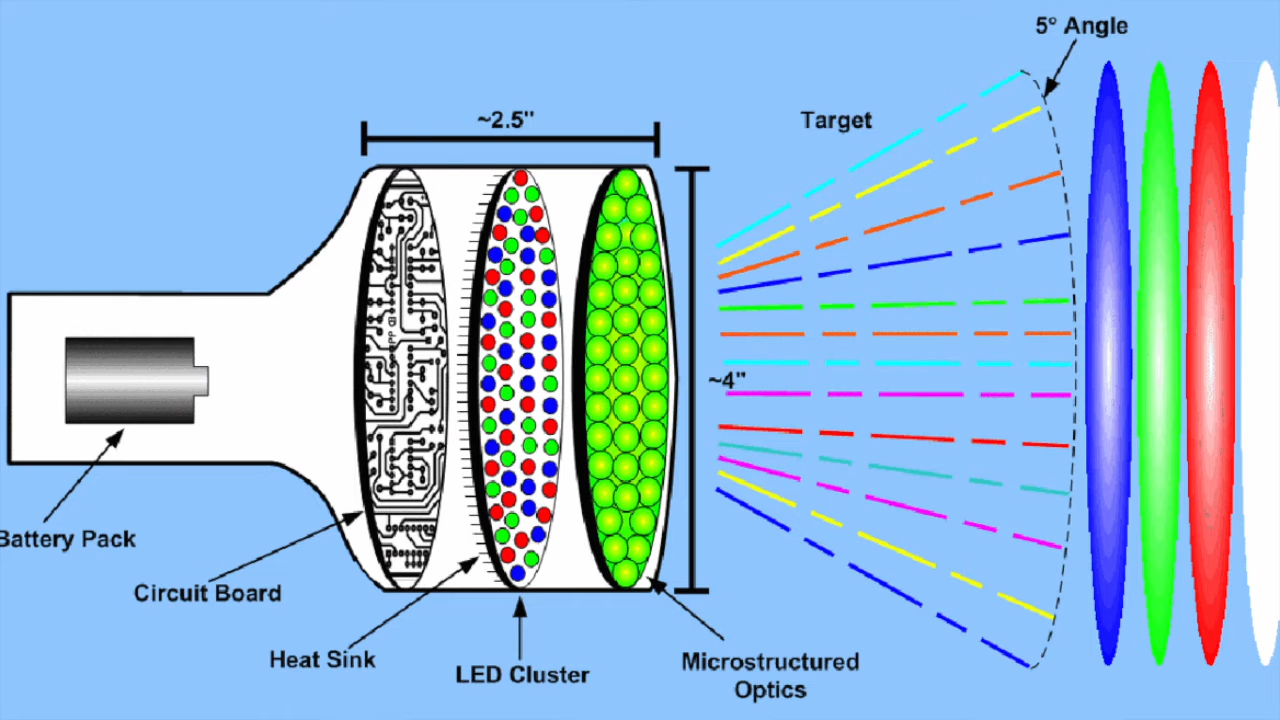 5° Angle
~2.5"
Target
~4"
Battery Pack
Circuit Board
Heat Sink
LED Cluster
Microstructured
Optics